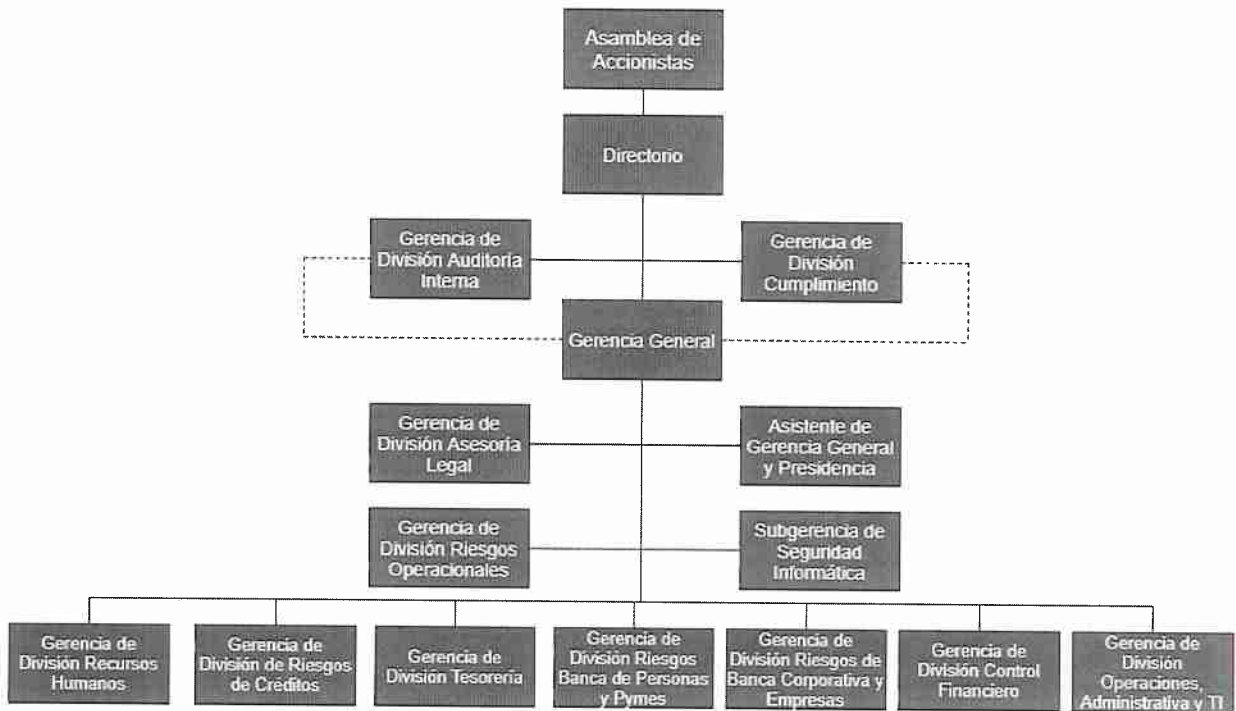 Asamblea de
Accionistas
Directorio
Gerencia de
División Auditoría
Interna
Gerencia de
División
Cumplimiento
Gerencia General
Gerencia de
División Asesoría
Legal
Asistente de
Gerencia General
y Presidencia
Gerencia de
División Riesgos
Operacionales
Subgerencia de
Seguridad
Informática
Gerencia de
División Recursos
Humanos
Gerencia de
División de Riesgos
de Créditos
Gerencia de
División Tesorería
Gerencia de
División Riesgos
Banca de Personas
y Pymes
Gerencia de
División Riesgos de
Banca Corporativa y
Empresas
Gerencia de
División Control
Financiero
Gerencia de
División
Operaciones,
Administrativa y TI